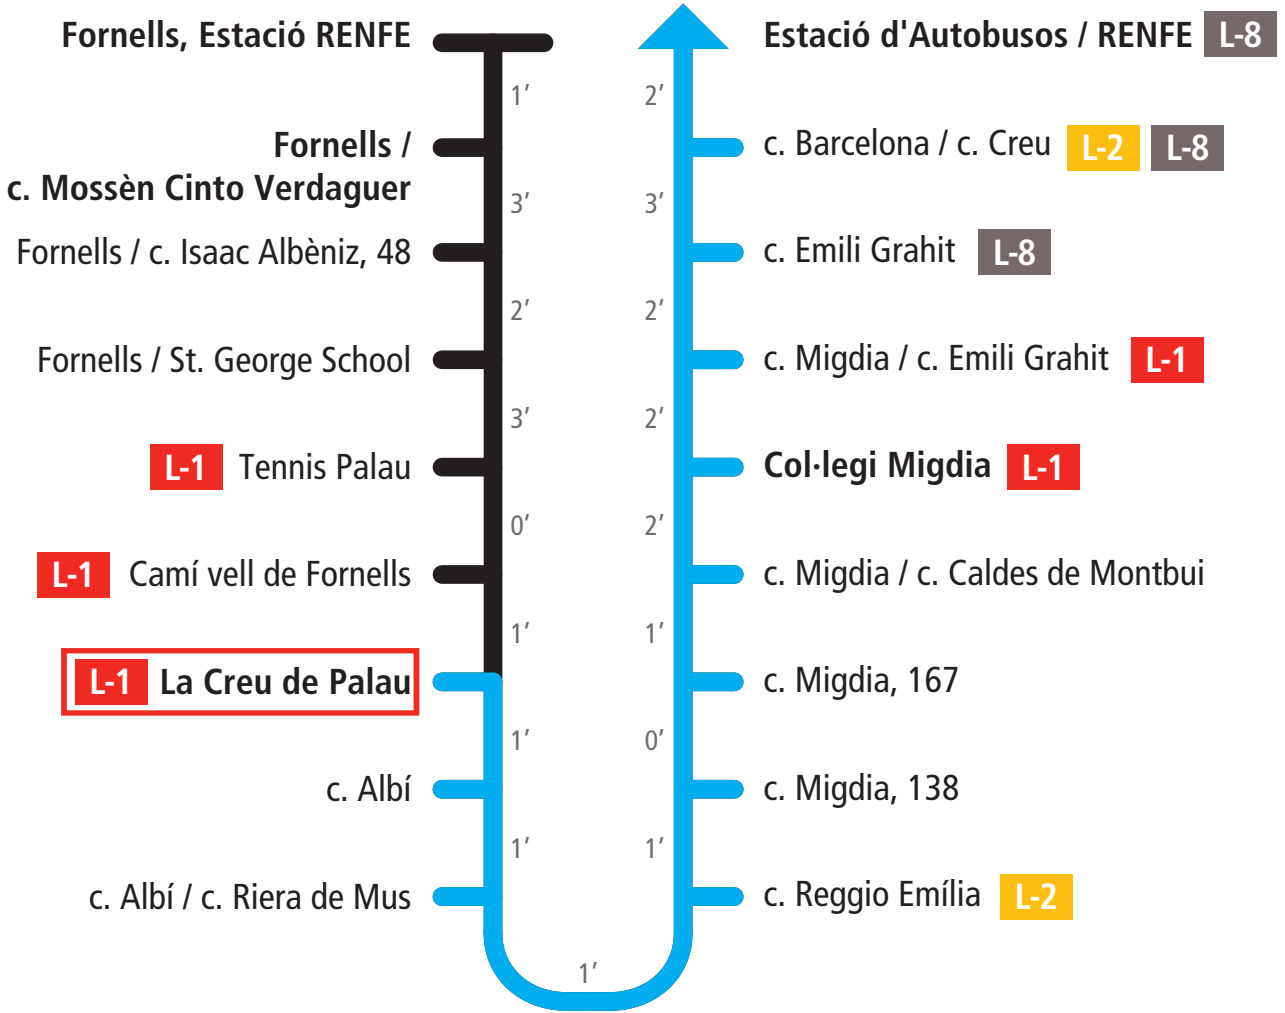 Fornells, Estació RENFE
1’
Fornells /
c. Mossèn Cinto Verdaguer
3’
Fornells / c. Isaac Albèniz, 48
2’
Fornells / St. George School
3’
L-1 Tennis Palau
0’
L-1 Camí vell de Fornells
1’
L-1 La Creu de Palau
1’
c. Albí
1’
c. Albí / c. Riera de Mus
1’
Estació d'Autobusos / RENFE L-8
2’
c. Barcelona / c. Creu L-2 L-8
3’
c. Emili Grahit L-8
2’
c. Migdia / c. Emili Grahit L-1
2’
Col·legi Migdia L-1
2’
c. Migdia / c. Caldes de Montbui
1’
c. Migdia, 167
0’
c. Migdia, 138
1’
c. Reggio Emília L-2